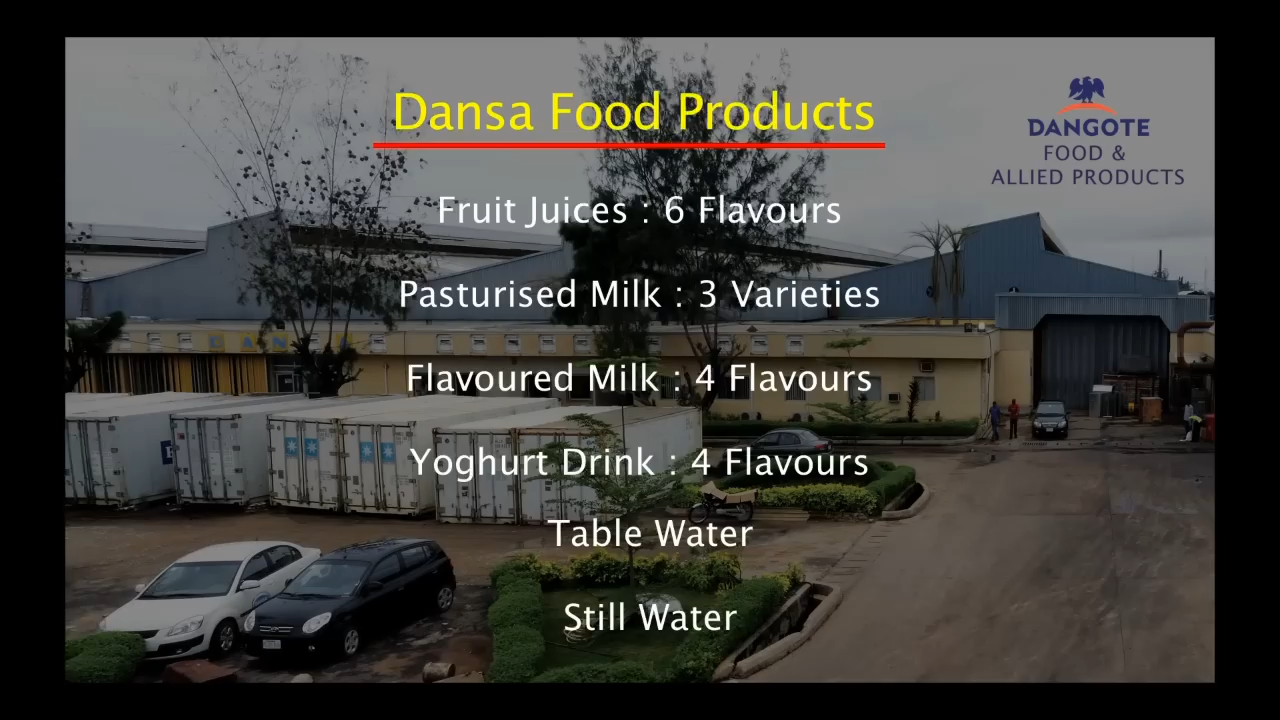 Dansa Food Products
DANGOTE
FOOD &
ALLIED PRODUCTS
Fruit Juices : 6 Flavours
Pasturised Milk : 3 Varieties
Flavoured Milk : 4 Flavours
Yoghurt Drink : 4 Flavours
Table Water
Still Water